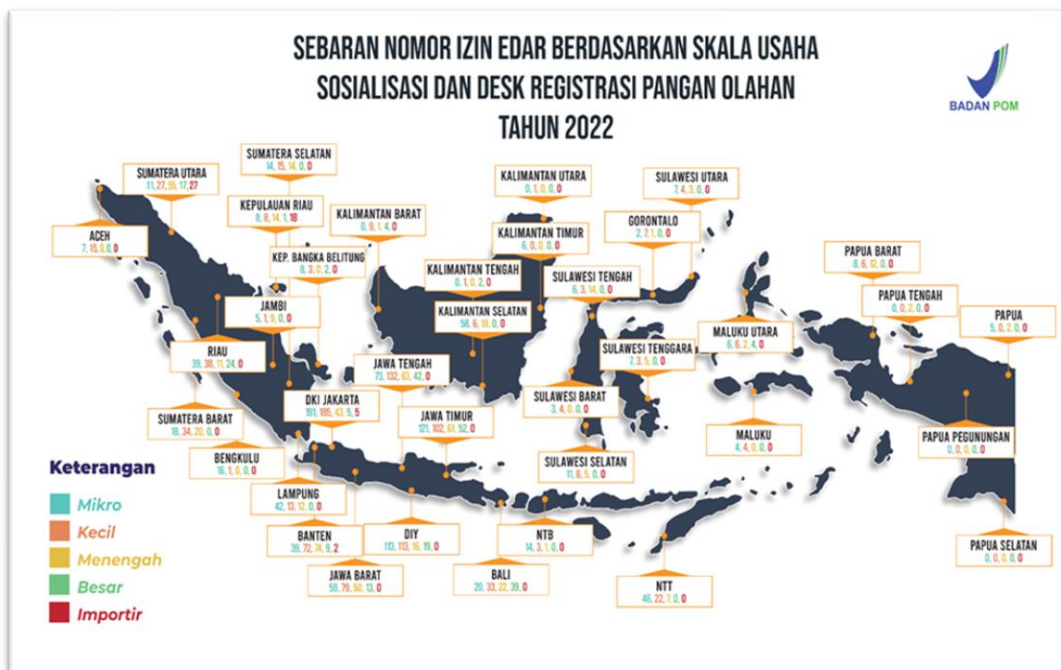 SEBARAN NOMOR IZIN EDAR BERDASARKAN SKALA USAHA
SOSIALISASI DAN DESK REGISTRASI PANGAN OLAHAN
TAHUN 2022
BADAN POM
SUMATERA SELATAN
14, 15, 14, 0, 0
SUMATERA UTARA
11, 27, 55, 17, 27
KALIMANTAN UTARA
0, 1, 0, 0, 0
SULAWESI UTARA
7, 4, 3, 0, 0
KEPULAUAN RIAU
8, 8, 14, 1, 18
KALIMANTAN BARAT
0, 9, 1, 4, 0
GORONTALO
2, 7, 1, 0, 0
ACEH
7, 15, 0, 0, 0
KALIMANTAN TIMUR
6, 0, 0, 0, 0
PAPUA BARAT
8, 6, 12, 0, 0
KEP. BANGKA BELITUNG
8, 3, 0, 2, 0
KALIMANTAN TENGAH
0, 1, 0, 2, 0
SULAWESI TENGAH
6, 3, 14, 0, 0
PAPUA TENGAH
0, 0, 2, 0, 0
JAMBI
5, 1, 9, 0, 0
KALIMANTAN SELATAN
58, 6, 18, 0, 0
PAPUA
5, 0, 2, 0, 0
MALUKU UTARA
6, 6, 2, 4, 0
RIAU
39, 38, 11, 24, 0
JAWA TENGAH
73, 132, 63, 42, 0
SULAWESI TENGGARA
7, 3, 5, 0, 0
DKI JAKARTA
191, 185, 43, 5, 5
SULAWESI BARAT
3, 4, 0, 0, 0
SUMATERA BARAT
18, 34, 20, 0, 0
JAWA TIMUR
121, 102, 61, 52, 0
MALUKU
4, 4, 0, 0, 0
PAPUA PEGUNUNGAN
0, 0, 0, 0, 0
BENGKULU
16, 1, 0, 0, 0
SULAWESI SELATAN
11, 6, 5, 0, 0
LAMPUNG
42, 13, 12, 0, 0
BANTEN
39, 72, 74, 9, 2
DIY
113, 113, 16, 19, 0
NTB
14, 3, 1, 0, 0
PAPUA SELATAN
0, 0, 0, 0, 0
JAWA BARAT
59, 79, 50, 13, 0
BALI
20, 33, 22, 39, 0
NTT
46, 22, 7, 0, 0
Keterangan
Mikro
Kecil
Menengah
Besar
Importir